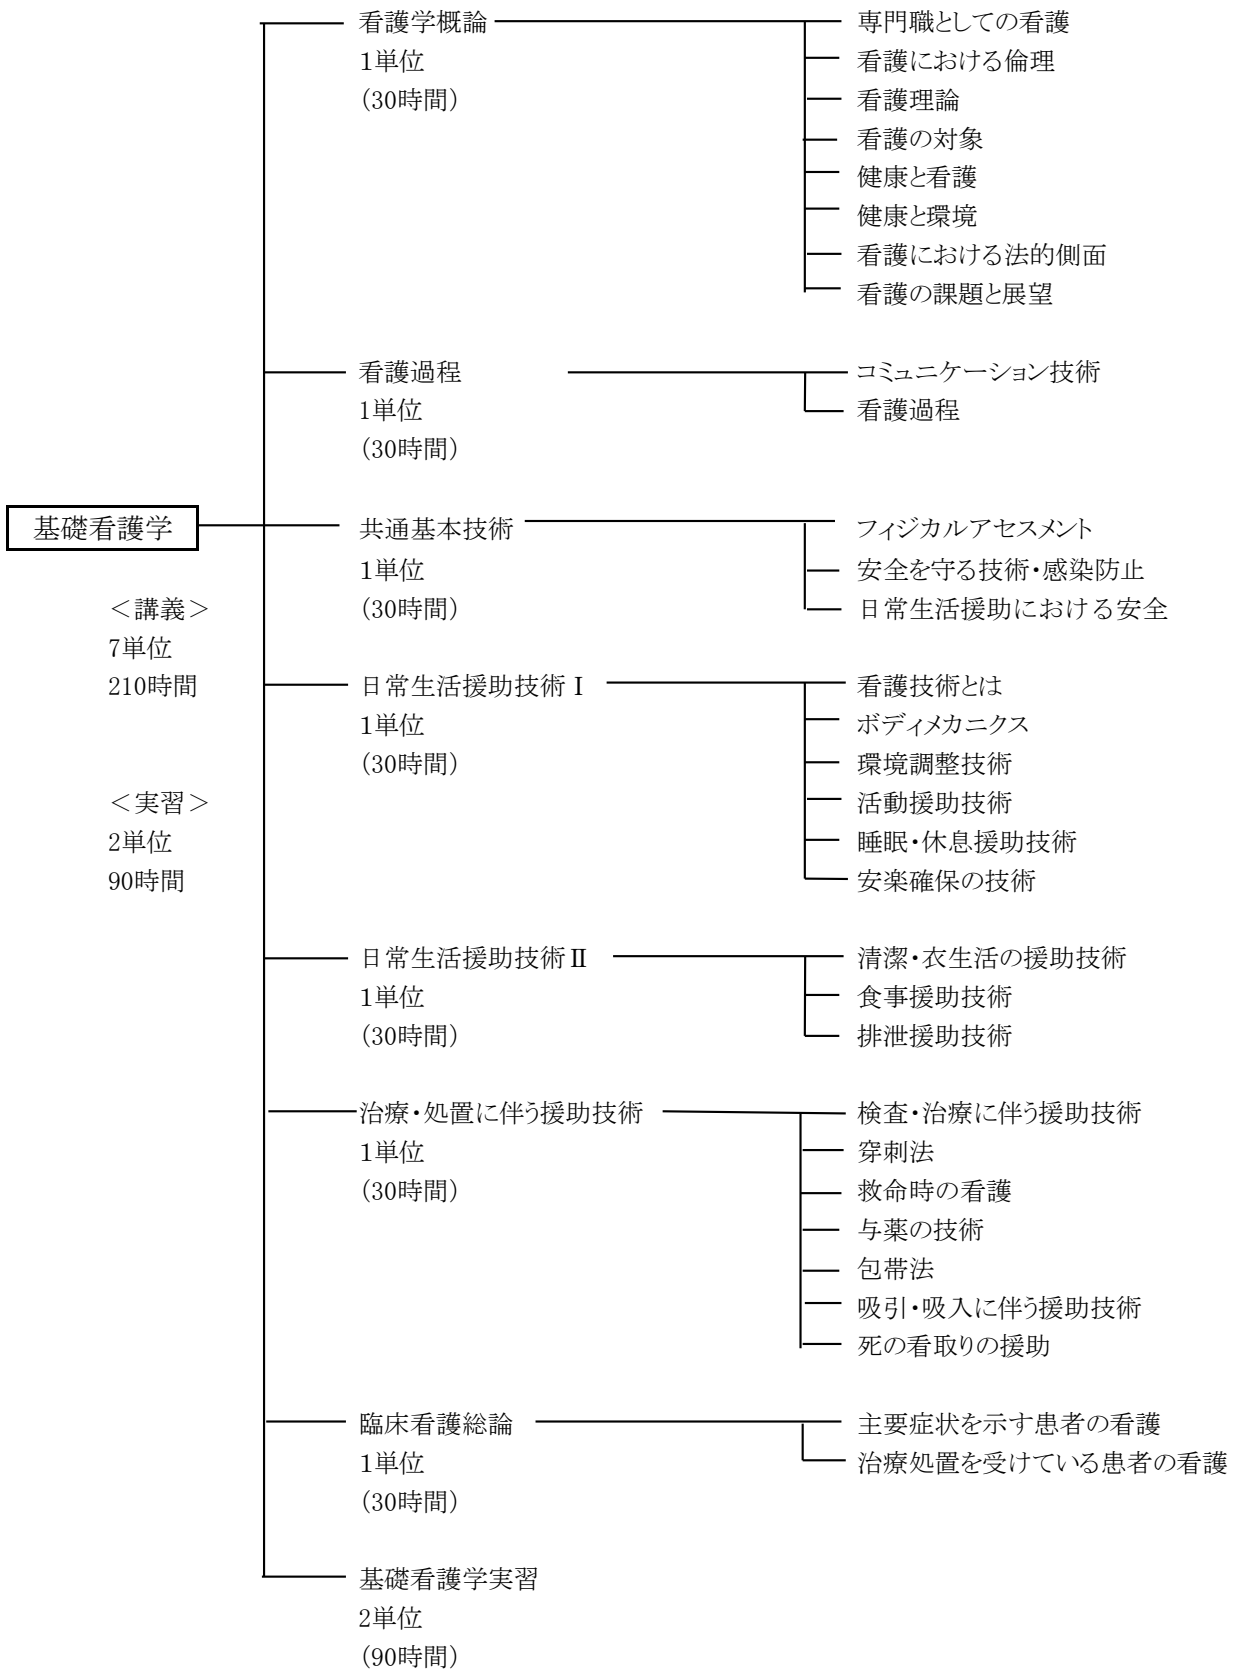 基礎看護学
＜講義＞
7単位
210時間
＜実習＞
2単位
90時間
看護学概論
1単位
（30時間）
専門職としての看護
看護における倫理
看護理論
看護の対象
健康と看護
健康と環境
看護における法的側面
看護の課題と展望
看護過程
1単位
（30時間）
コミュニケーション技術
看護過程
共通基本技術
1単位
（30時間）
フィジカルアセスメント
安全を守る技術・感染防止
日常生活援助における安全
日常生活援助技術Ⅰ
1単位
（30時間）
看護技術とは
ボディメカニクス
環境調整技術
活動援助技術
睡眠・休息援助技術
安楽確保の技術
日常生活援助技術Ⅱ
1単位
（30時間）
清潔・衣生活の援助技術
食事援助技術
排泄援助技術
治療・処置に伴う援助技術
1単位
（30時間）
検査・治療に伴う援助技術
穿刺法
救命時の看護
与薬の技術
包帯法
吸引・吸入に伴う援助技術
死の看取りの援助
臨床看護総論
1単位
（30時間）
主要症状を示す患者の看護
治療処置を受けている患者の看護
基礎看護学実習
2単位
（90時間）